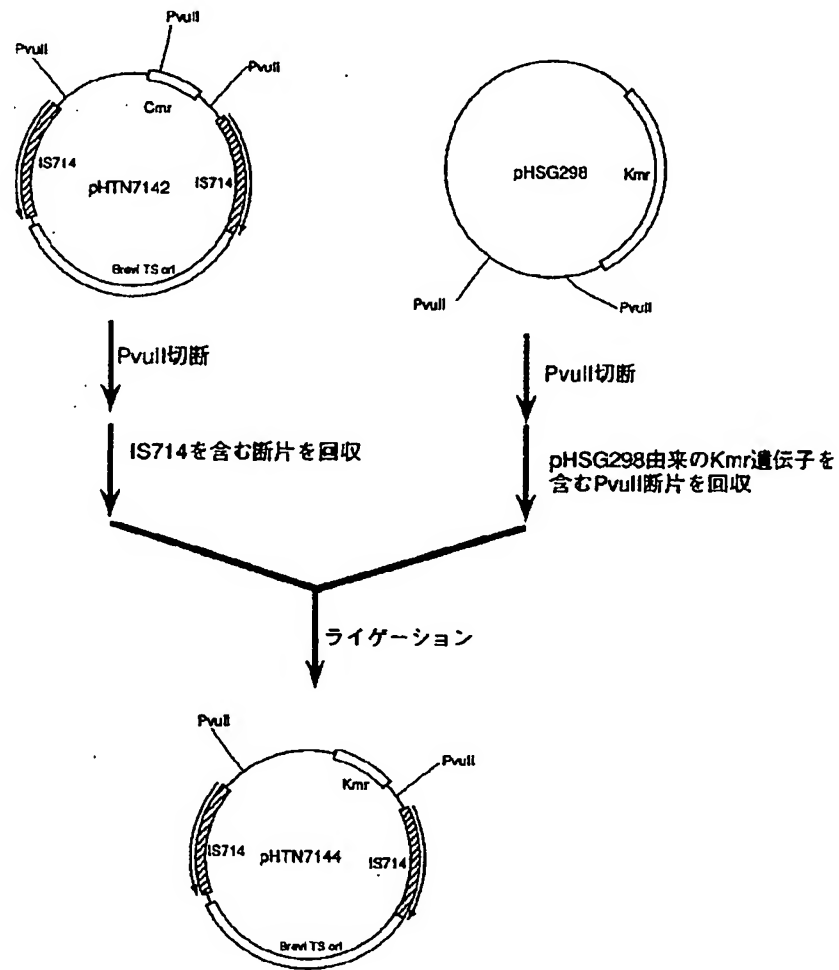 PvuII
PvuII
PvuII
Cmr
IS714
pHTN7142
IS714
Brevi TS ori
pHSG298
Kmr
PvuII
PvuII
PvuII切断
PvuII切断
IS714を含む断片を回収
pHSG298由来のKmr遺伝子を
含むPvuII断片を回収
ライゲーション
PvuII
PvuII
Kmr
IS714
pHTN7144
IS714
Brevi TS ori